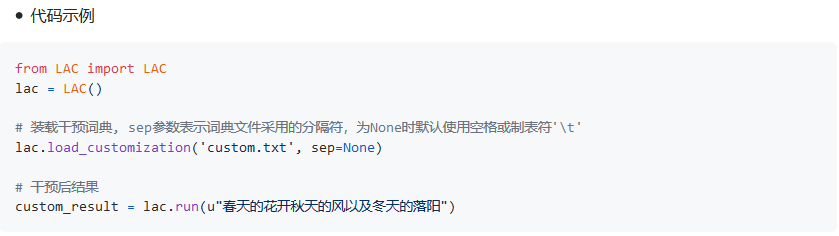 • 代码示例
from LAC import LAC
lac = LAC()
# 装载干预词典, sep参数表示词典文件采用的分隔符，为None时默认使用空格或制表符'\t'
lac.load_customization('custom.txt', sep=None)
# 干预后结果
custom_result = lac.run(u"春天的花开秋天的风以及冬天的落阳")